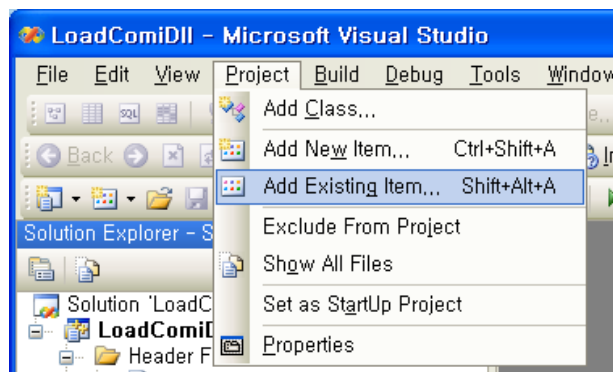 LoadComiDll - Microsoft Visual Studio
File Edit View Project Build Debug Tools Window
Add Class...
SQL
Back
Add New Item... Ctrl+Shift+A
Add Existing Item... Shift+Alt+A
Solution Explorer - S
Exclude From Project
Show All Files
Solution 'LoadC
Set as StartUp Project
LoadComiD
Header F
Properties